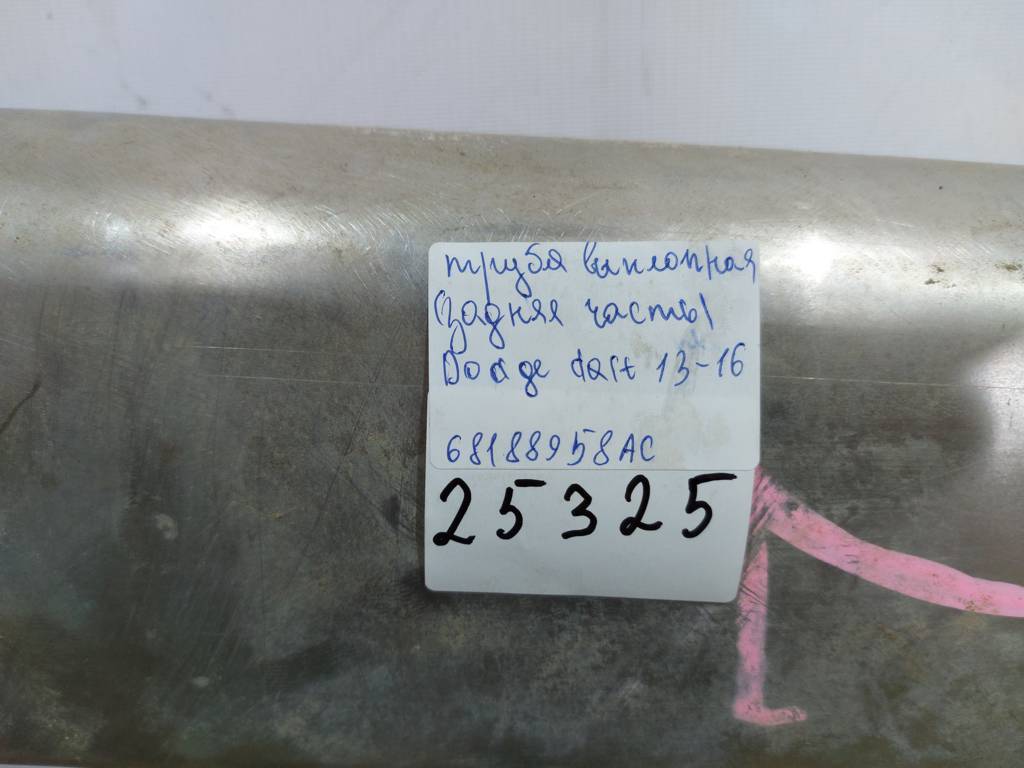 труба выхлопная
(задняя часть)
Dodge dart 13-16
68188958AC
25325